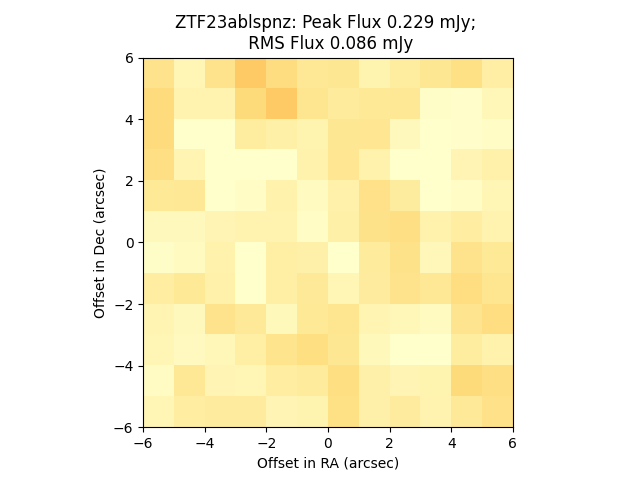 ZTF23ablspnz: Peak Flux 0.229 mJy;
RMS Flux 0.086 mJy
6
4
2
0
−2
−4
−6
Offset in Dec (arcsec)
−6 −4 −2 0 2 4 6
Offset in RA (arcsec)